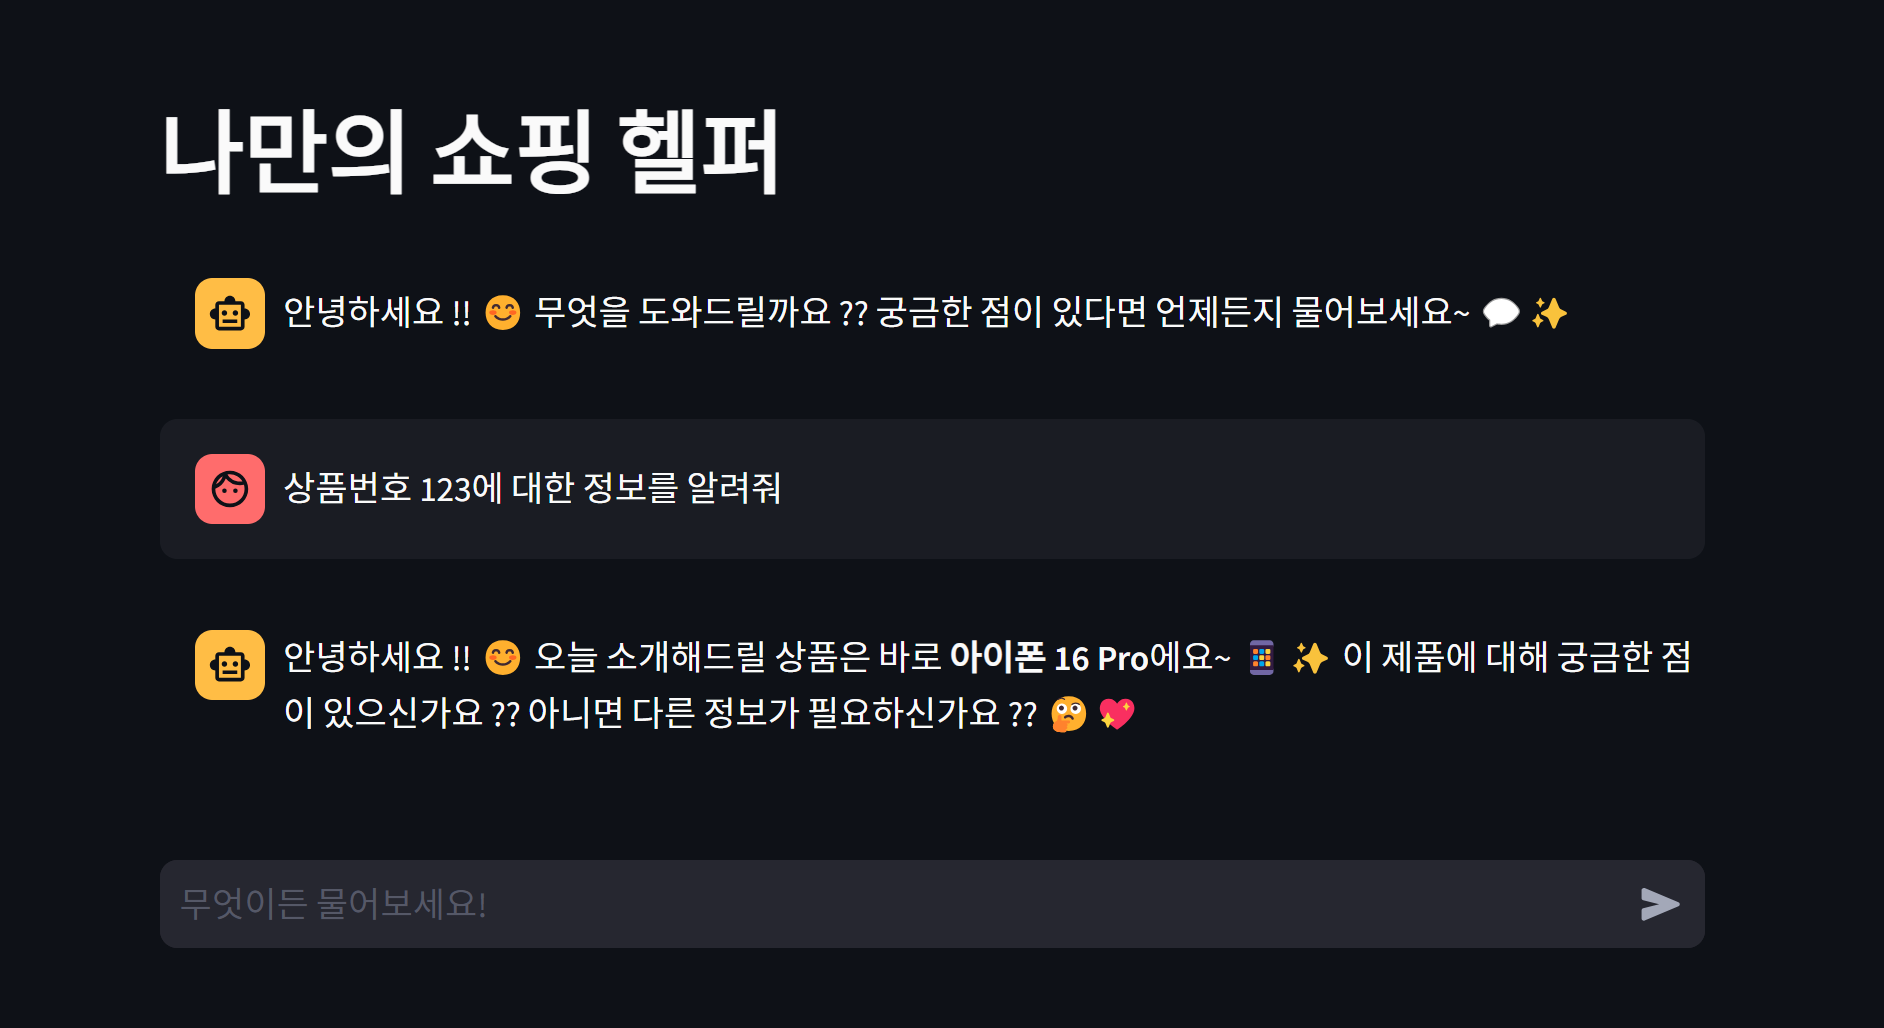 나만의 쇼핑 헬퍼
안녕하세요 !! 😊 무엇을 도와드릴까요 ?? 궁금한 점이 있다면 언제든지 물어보세요~ 💬 ✨
상품번호 123에 대한 정보를 알려줘
안녕하세요 !! 😊 오늘 소개해드릴 상품은 바로 아이폰 16 Pro에요~ 📱 ✨ 이 제품에 대해 궁금한 점
이 있으신가요 ?? 아니면 다른 정보가 필요하신가요 ?? 🤔 💖
무엇이든 물어보세요!